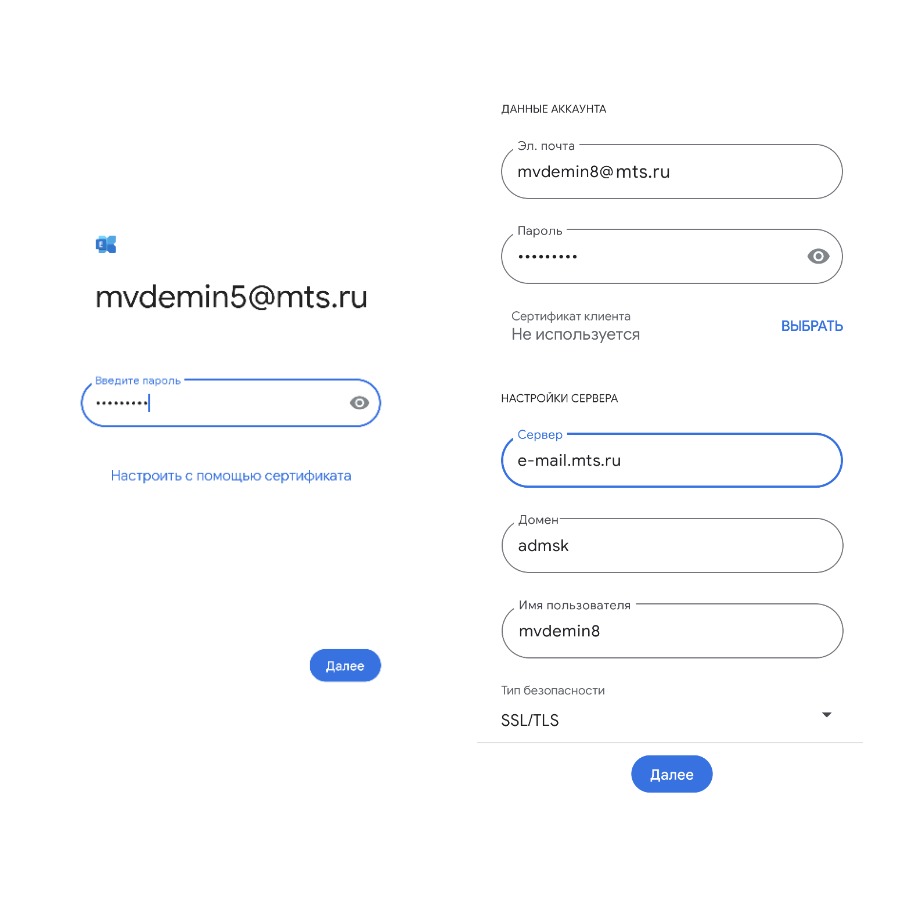 mvdemin5@mts.ru
Введите пароль
•••••••••
Настроить с помощью сертификата
Далее
ДАННЫЕ АККАУНТА
Эл. почта
mvdemin8@mts.ru
Пароль
•••••••••
Сертификат клиента
Не используется
ВЫБРАТЬ
НАСТРОЙКИ СЕРВЕРА
Сервер
e-mail.mts.ru
Домен
admsk
Имя пользователя
mvdemin8
Тип безопасности
SSL/TLS
Далее